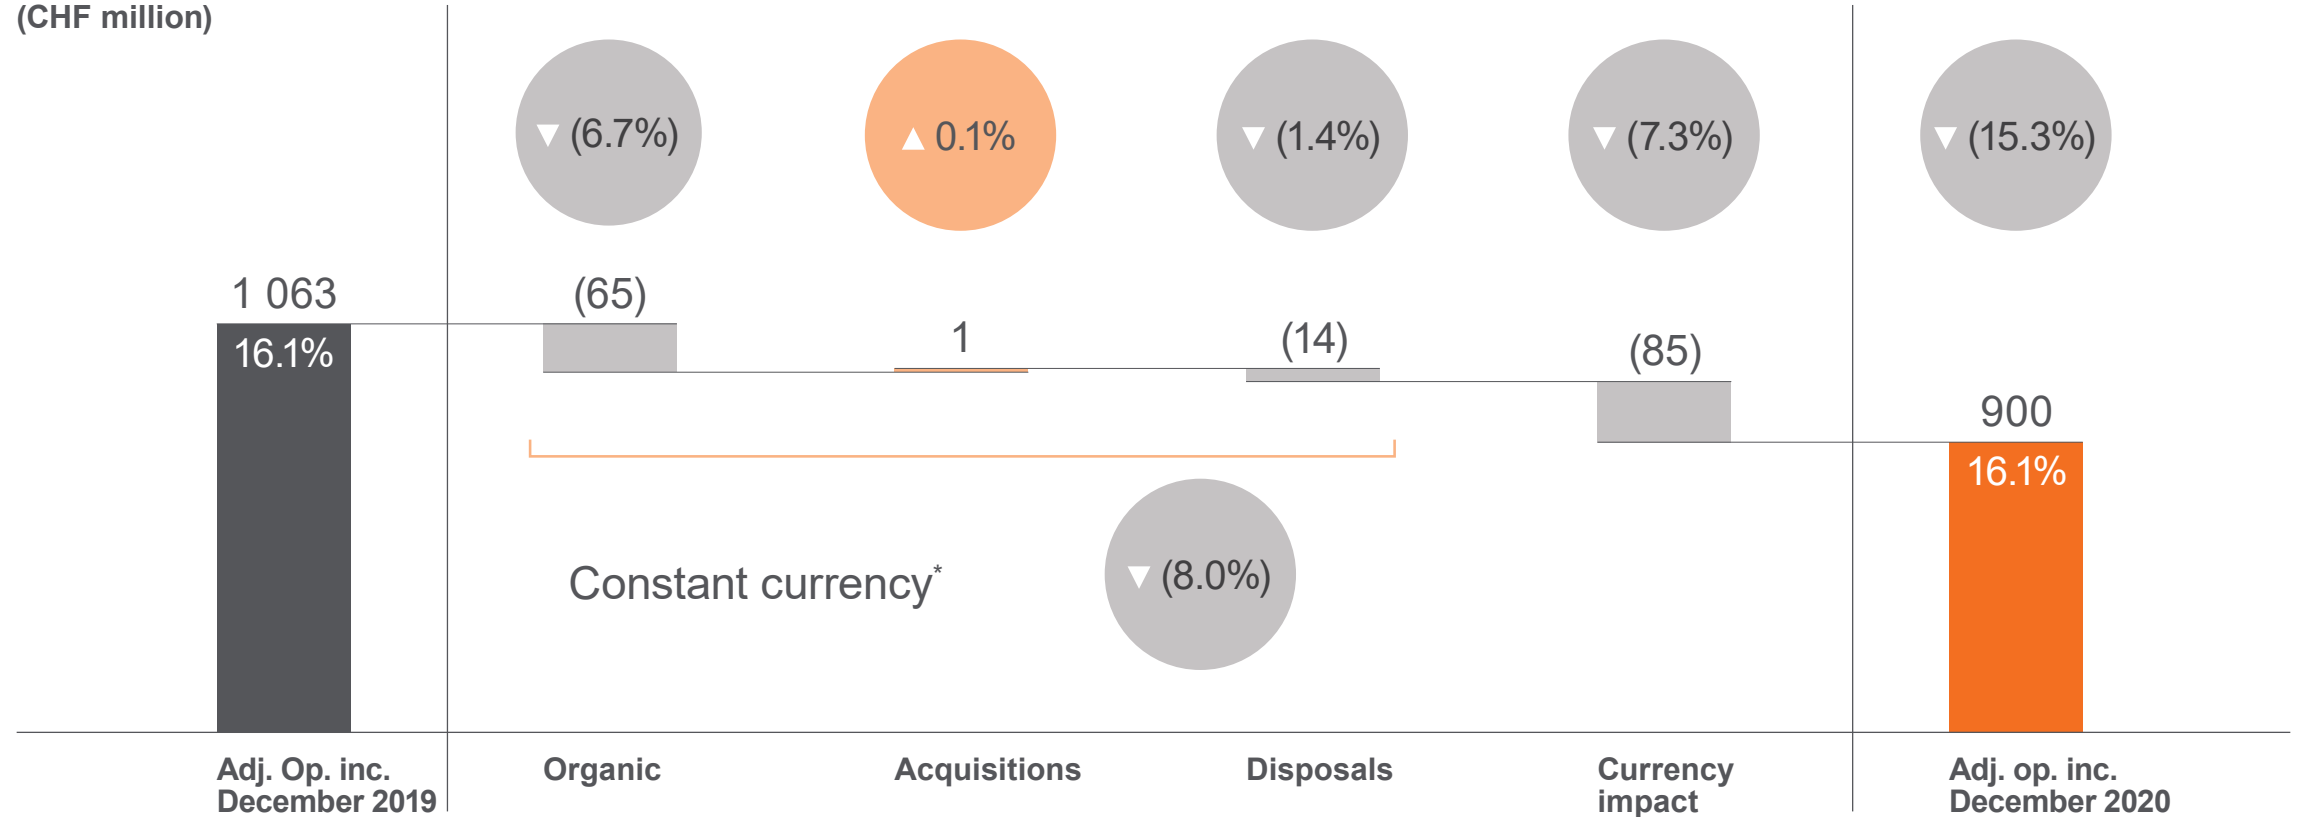 (CHF million)
▼ (6.7%)
▲ 0.1%
▼ (1.4%)
▼ (7.3%)
▼ (15.3%)
1 063
16.1%
(65)
1
(14)
(85)
900
16.1%
Constant currency*
▼ (8.0%)
Adj. Op. inc.
December 2019
Organic
Acquisitions
Disposals
Currency
impact
Adj. op. inc.
December 2020